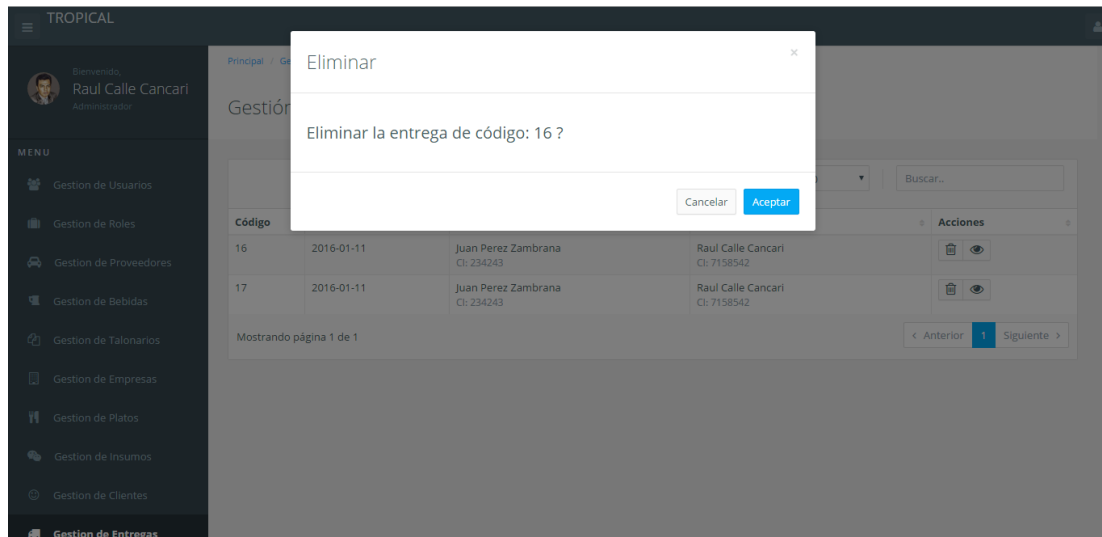 TROPICAL
Bienvenido,
Raul Calle Cancari
Administrador
MENU
Gestion de Usuarios
Gestion de Roles
Gestion de Proveedores
Gestion de Bebidas
Gestion de Talonarios
Gestion de Empresas
Gestion de Platos
Gestion de Insumos
Gestion de Clientes
Gestion de Entregas
Principal / Ge
Gestión
Eliminar ×
Eliminar la entrega de código: 16 ?
Cancelar Aceptar
Buscar..
Código Acciones
16 2016-01-11 Juan Perez Zambrana Raul Calle Cancari
CI: 234243 CI: 7158542
17 2016-01-11 Juan Perez Zambrana Raul Calle Cancari
CI: 234243 CI: 7158542
Mostrando página 1 de 1 < Anterior 1 Siguiente >